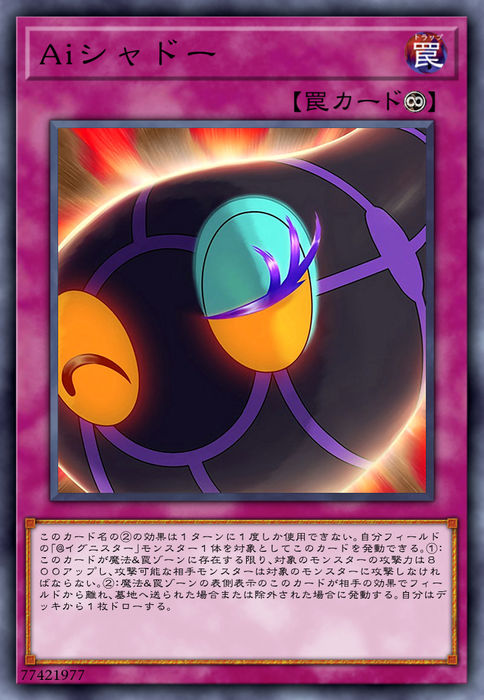 Aiシャドー
トラップ
罠
【罠カード♾】
このカード名の②の効果は１ターンに１度しか使用できない。自分フィールド
の「@イグニスター」モンスター１体を対象としてこのカードを発動できる。①：
このカードが魔法&罠ゾーンに存在する限り、対象のモンスターの攻撃力は８
００アップし、攻撃可能な相手モンスターは対象のモンスターに攻撃しなけれ
ばならない。②：魔法&罠ゾーンの表側表示のこのカードが相手の効果でフィー
ルドから離れ、墓地へ送られた場合または除外された場合に発動する。自分はデ
ッキから１枚ドローする。
77421977